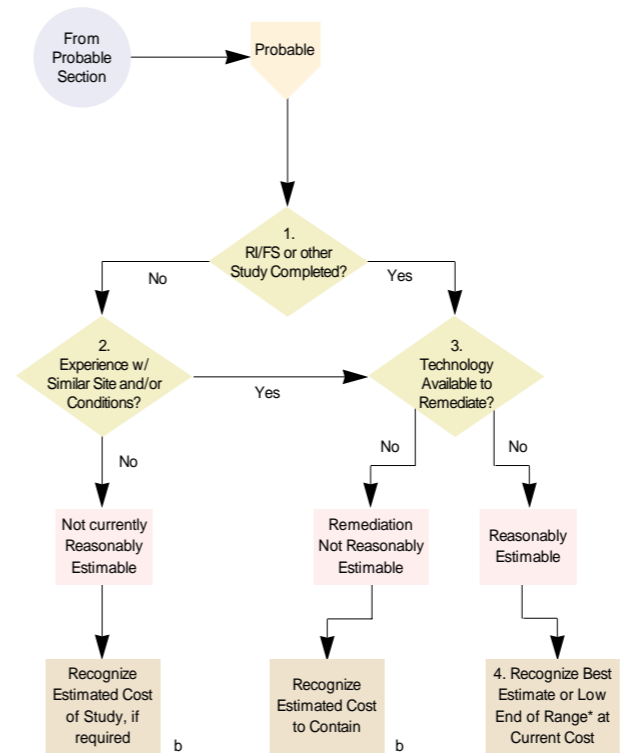 From
Probable
Section
Probable
1.
RI/FS or other
Study Completed?
No
Yes
2.
Experience w/
Similar Site and/or
Conditions?
Yes
3.
Technology
Available to
Remediate?
No
No
No
Not currently
Reasonably
Estimable
Remediation
Not Reasonably
Estimable
Reasonably
Estimable
Recognize
Estimated Cost
of Study, if
required
b
Recognize
Estimated Cost
to Contain
b
4. Recognize Best
Estimate or Low
End of Range* at
Current Cost